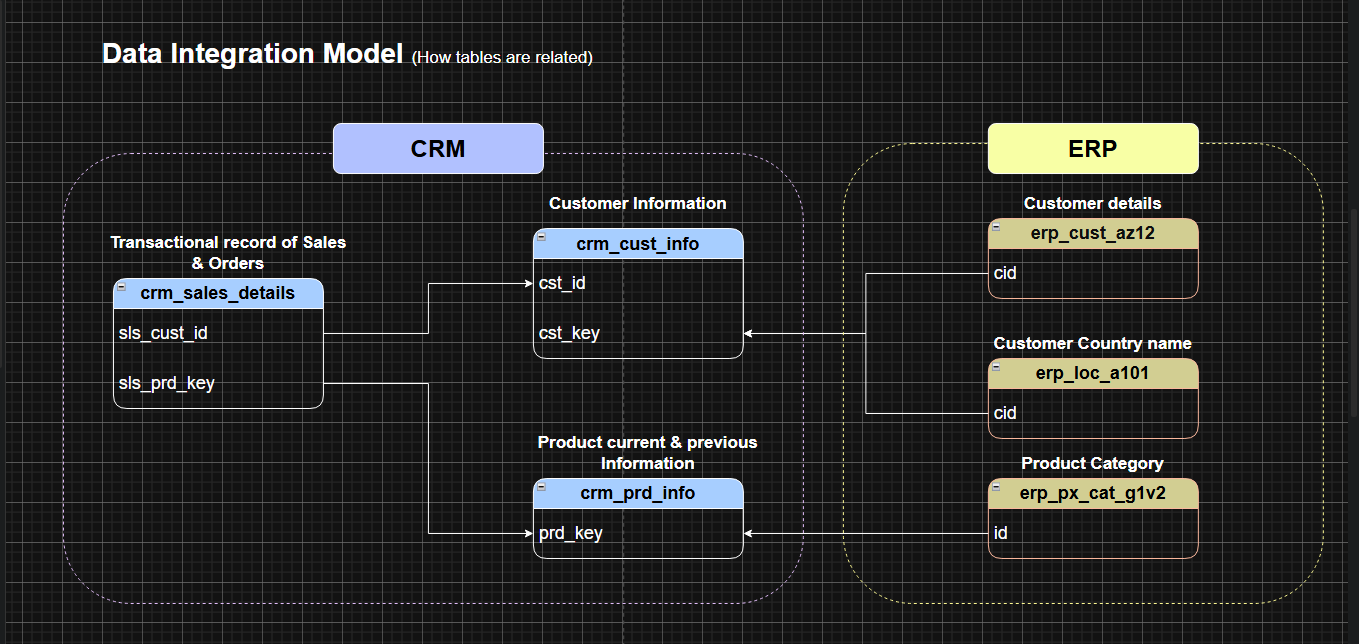 Data Integration Model (How tables are related)
CRM
ERP
Transactional record of Sales
& Orders
crm_sales_details
sls_cust_id
sls_prd_key
Customer Information
crm_cust_info
cst_id
cst_key
Product current & previous
Information
crm_prd_info
prd_key
Customer details
erp_cust_az12
cid
Customer Country name
erp_loc_a101
cid
Product Category
erp_px_cat_g1v2
id